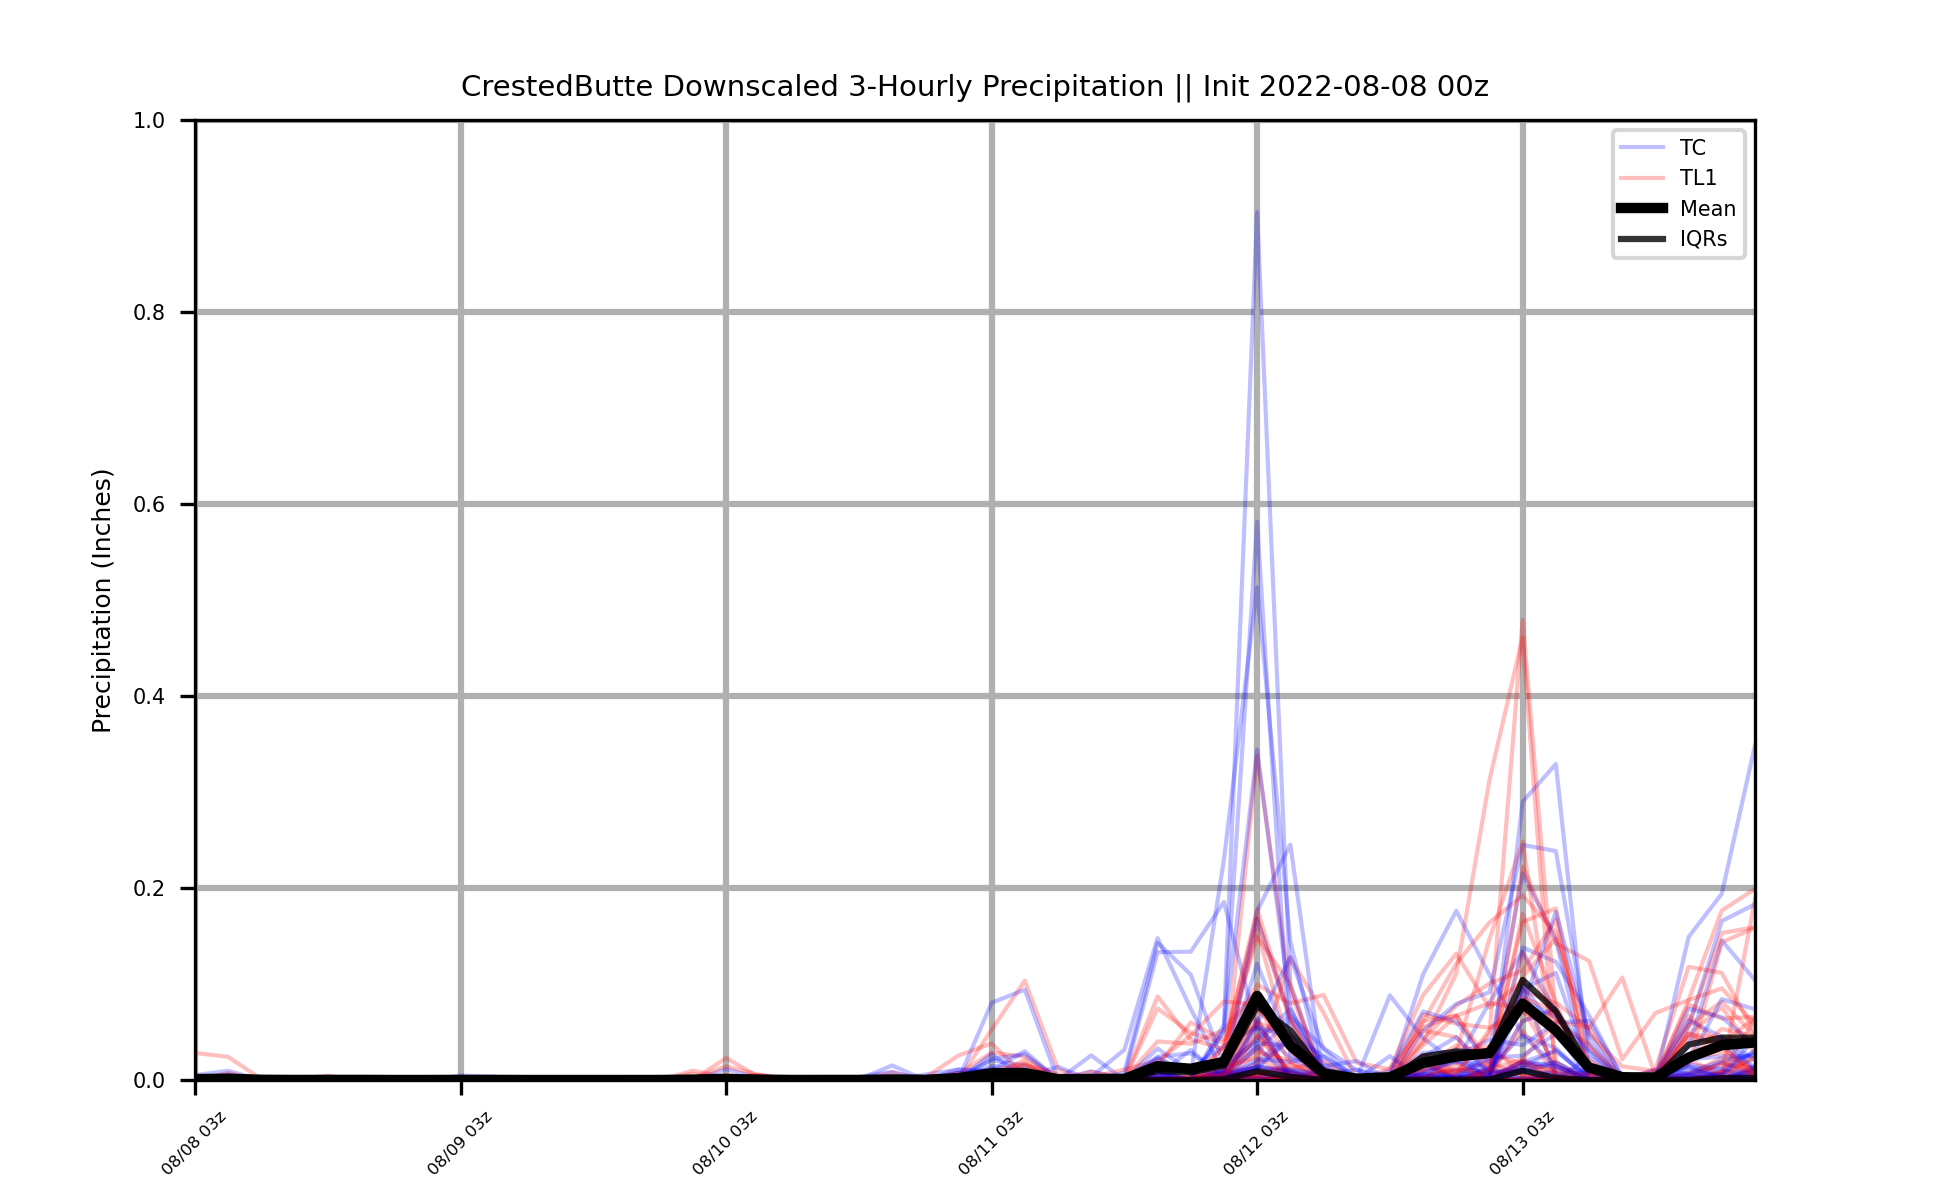 CrestedButte Downscaled 3-Hourly Precipitation || Init 2022-08-08 00z
TC
TL1
Mean
IQRs
Precipitation (Inches)
1.0
0.8
0.6
0.4
0.2
0.0
08/08 03z
08/09 03z
08/10 03z
08/11 03z
08/12 03z
08/13 03z